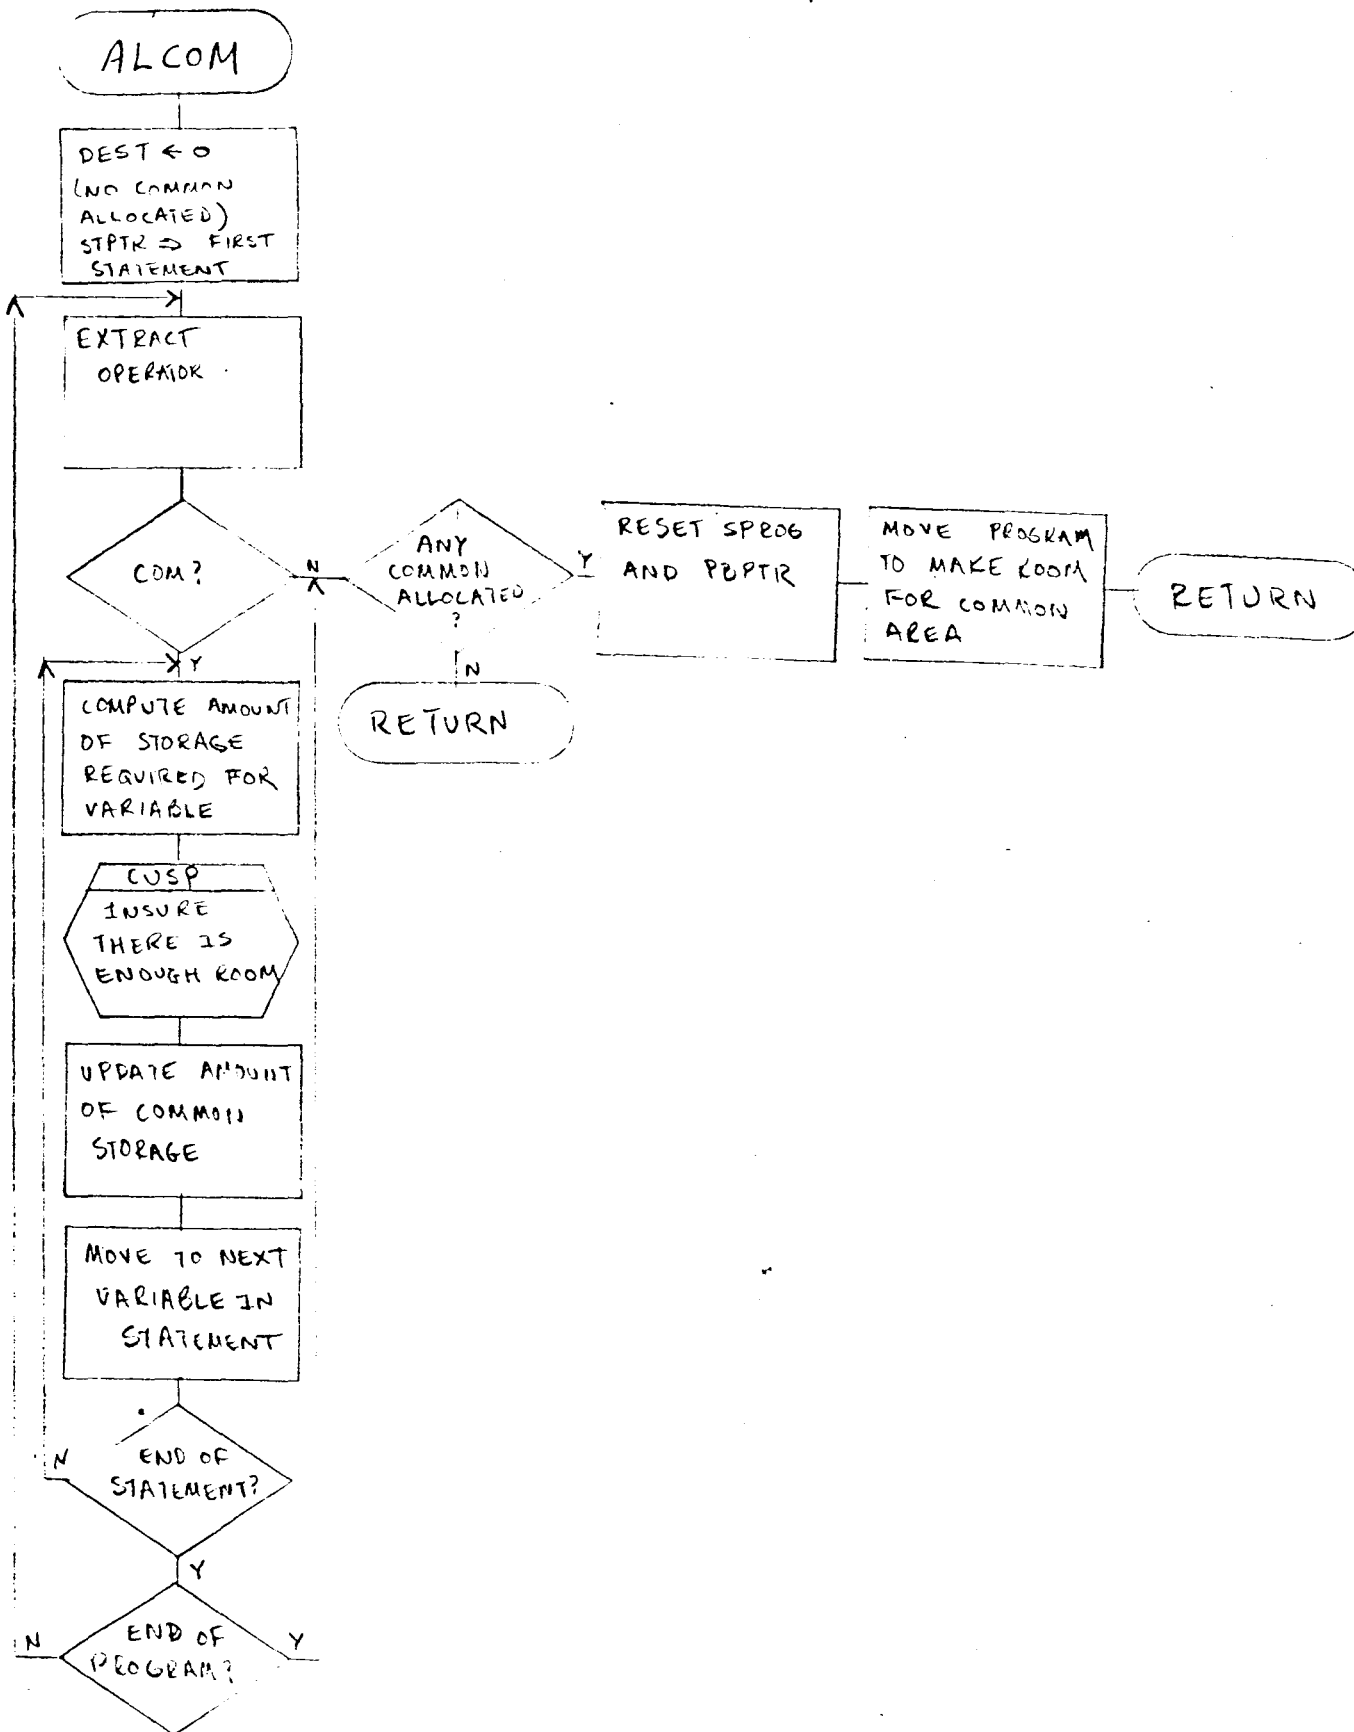 ALCOM
DEST ← 0
(NO COMMON
ALLOCATED)
STPTR ⇒ FIRST
STATEMENT
EXTRACT
OPERATOR
COM?
N
ANY
COMMON
ALLOCATED
?
Y
RESET SPROG
AND PBPTR
MOVE PROGRAM
TO MAKE ROOM
FOR COMMON
AREA
RETURN
N
RETURN
Y
COMPUTE AMOUNT
OF STORAGE
REQUIRED FOR
VARIABLE
CUSP
INSURE
THERE IS
ENOUGH ROOM
UPDATE AMOUNT
OF COMMON
STORAGE
MOVE TO NEXT
VARIABLE IN
STATEMENT
N
END OF
STATEMENT?
Y
N
END OF
PROGRAM?
Y